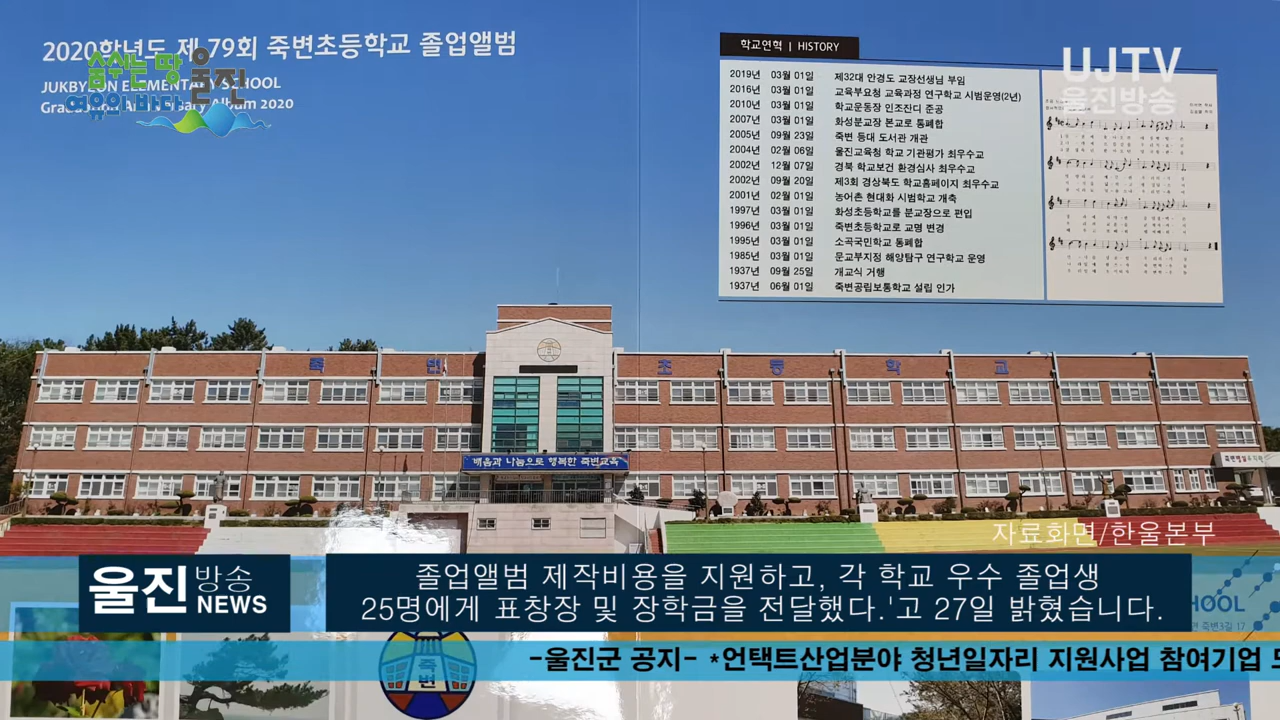 2020학년도 제 79회 죽변초등학교 졸업앨범
숨쉬는 땅 울진
여유의 바다
UJTV
울진방송
학교연혁 | HISTORY
2019년 03월 01일 제32대 안경도 교장선생님 부임
2016년 03월 01일 교육부요청 교육과정 연구학교 시범운영(2년)
2010년 03월 01일 학교운동장 인조잔디 준공
2007년 03월 01일 화성분교장 본교로 통폐합
2005년 09월 23일 죽변 등대 도서관 개관
2004년 02월 06일 울진교육청 학교 기관평가 최우수교
2002년 12월 07일 경북 학교보건 환경심사 최우수교
2002년 09월 20일 제3회 경상북도 학교홈페이지 최우수교
2001년 02월 01일 농어촌 현대화 시범학교 개축
1997년 03월 01일 화성초등학교를 분교장으로 편입
1996년 03월 01일 죽변초등학교로 교명 변경
1995년 03월 01일 소곡국민학교 통폐합
1985년 03월 01일 문교부지정 해양탐구 연구학교 운영
1937년 09월 25일 개교식 거행
1937년 06월 01일 죽변공립보통학교 설립 인가
죽변초등학교
배움과 나눔으로 행복한 죽변교육
자료화면/한울본부
울진방송 NEWS
졸업앨범 제작비용을 지원하고, 각 학교 우수 졸업생
25명에게 표창장 및 장학금을 전달했다.'고 27일 밝혔습니다.
죽변3길 17
죽변
-울진군 공지- *언택트산업분야 청년일자리 지원사업 참여기업